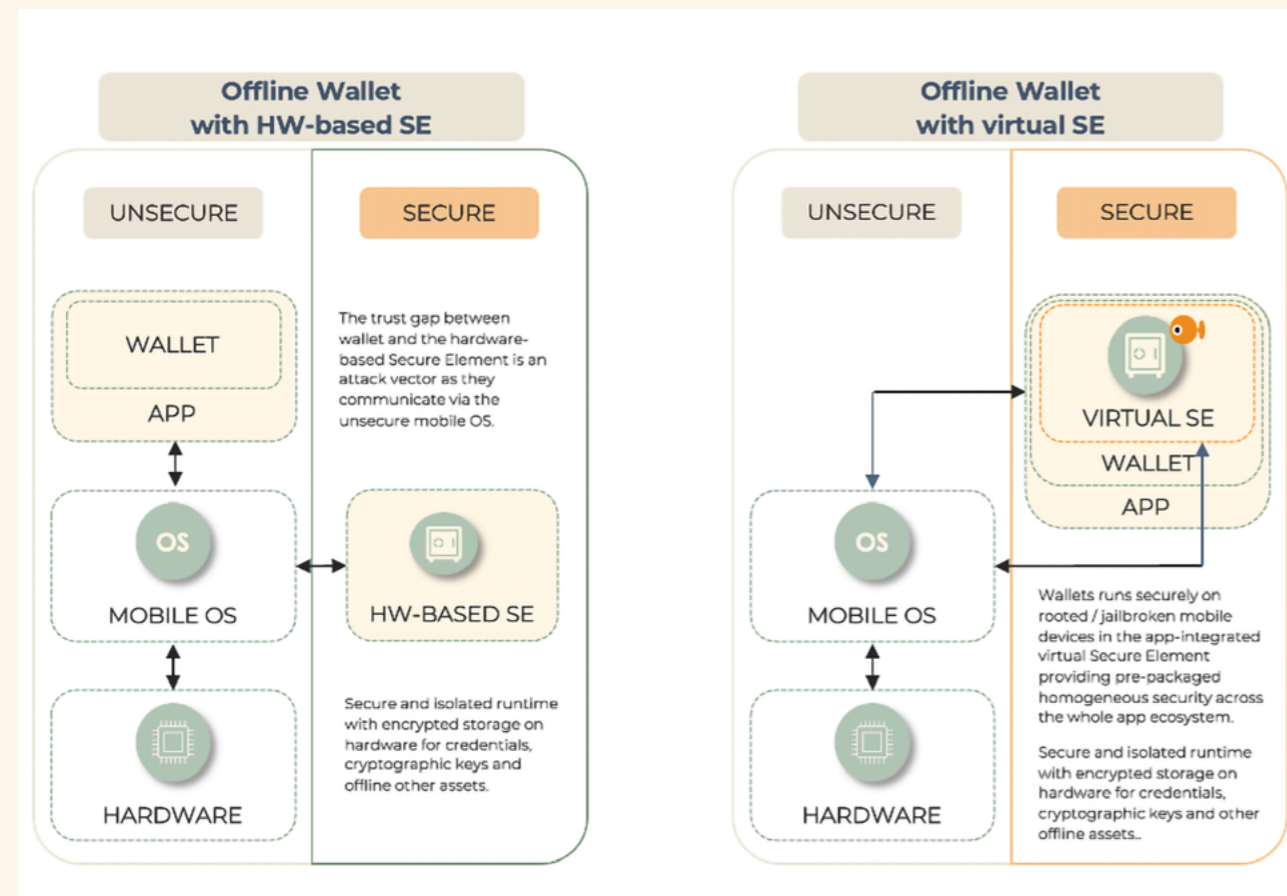 Offline Wallet
with HW-based SE
UNSECURE
SECURE
WALLET
APP
The trust gap between
wallet and the hardware-
based Secure Element is an
attack vector as they
communicate via the
unsecure mobile OS.
OS
MOBILE OS
HW-BASED SE
HARDWARE
Secure and isolated runtime
with encrypted storage on
hardware for credentials,
cryptographic keys and
offline other assets.
Offline Wallet
with virtual SE
UNSECURE
SECURE
VIRTUAL SE
WALLET
APP
OS
MOBILE OS
HARDWARE
Wallets runs securely on
rooted / jailbroken mobile
devices in the app-integrated
virtual Secure Element
providing pre-packaged
homogeneous security across
the whole app ecosystem.
Secure and isolated runtime
with encrypted storage on
hardware for credentials,
cryptographic keys and other
offline assets..